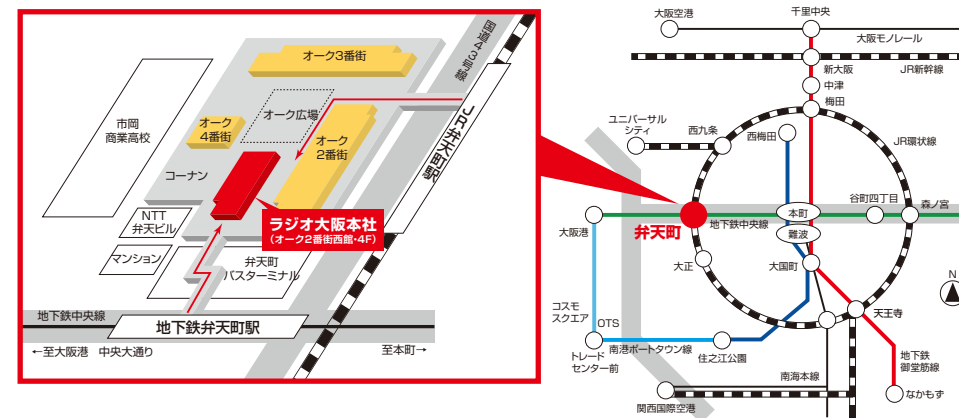 国道43号線
オーク3番街
オーク広場
オーク
4番街
オーク
2番街
市岡
商業高校
JR弁天町駅
コーナン
ラジオ大阪本社
(オーク2番街西館・4F)
NTT
弁天ビル
マンション
弁天町
バスターミナル
地下鉄中央線
地下鉄弁天町駅
←至大阪港 中央大通り
至本町→
大阪空港
千里中央
大阪モノレール
新大阪
JR新幹線
中津
梅田
ユニバーサル
シティ
西九条
西梅田
JR環状線
谷町四丁目
森ノ宮
本町
大阪港
弁天町
地下鉄中央線
難波
大正
大国町
N
コスモ
スクエア
OTS
天王寺
トレード
センター前
南港ポートタウン線
住之江公園
地下鉄
御堂筋線
南海本線
なかもず
関西国際空港